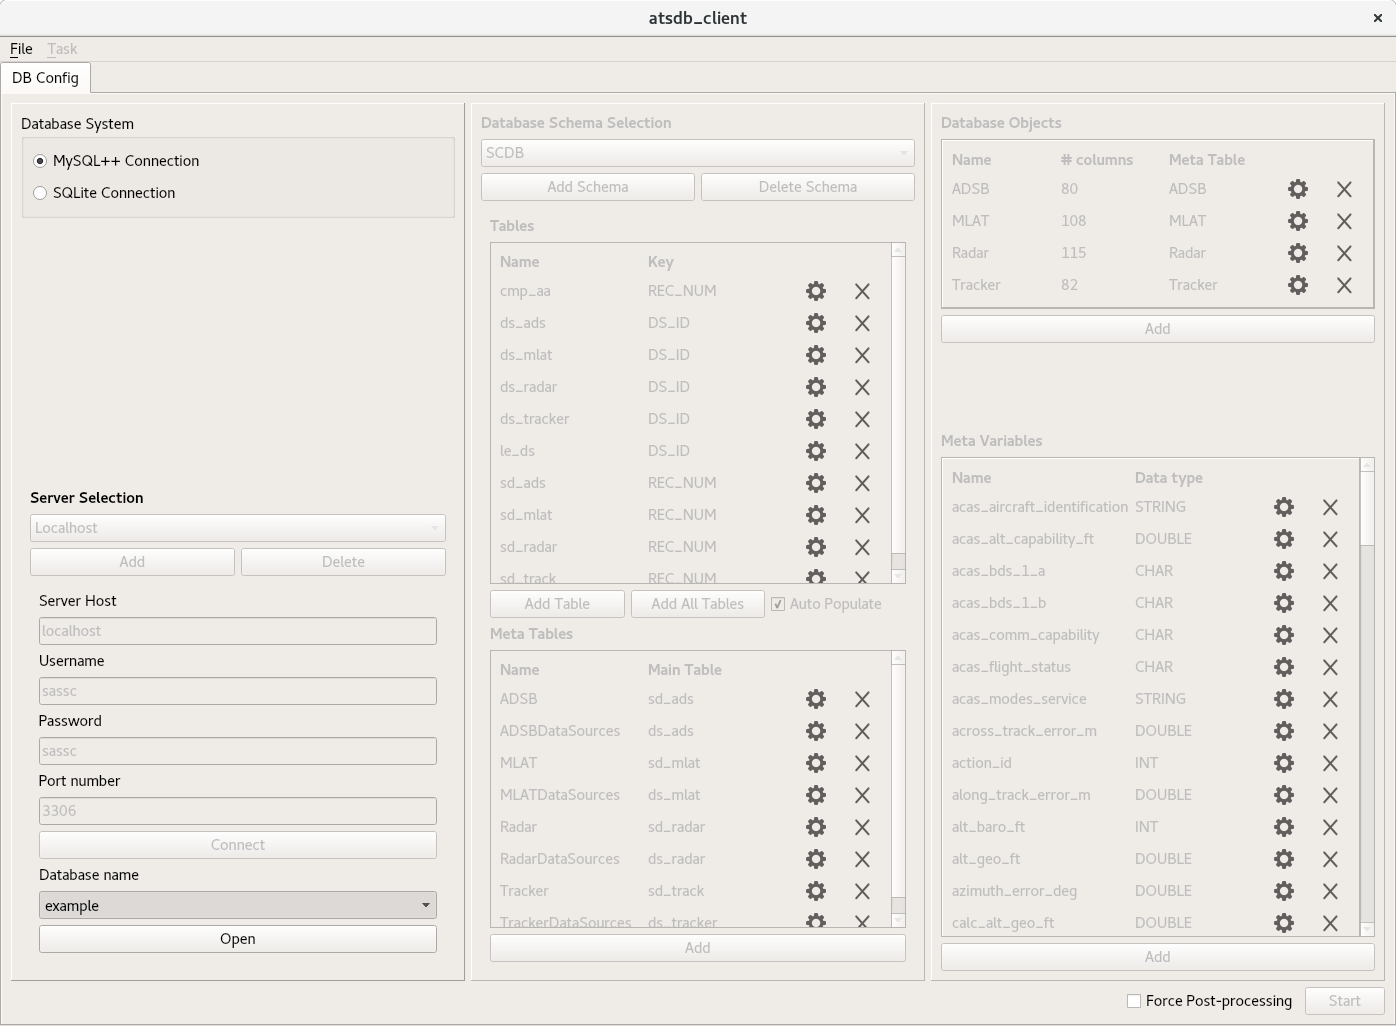 atsdb_client
File Task
DB Config
Database System
MySQL++ Connection
SQLite Connection
Server Selection
Localhost
Add Delete
Server Host
localhost
Username
sassc
Password
sassc
Port number
3306
Connect
Database name
example
Open
Database Schema Selection
SCDB
Add Schema Delete Schema
Tables
Name Key
cmp_aa REC_NUM
ds_ads DS_ID
ds_mlat DS_ID
ds_radar DS_ID
ds_tracker DS_ID
le_ds DS_ID
sd_ads REC_NUM
sd_mlat REC_NUM
sd_radar REC_NUM
sd_track REC_NUM
Add Table Add All Tables Auto Populate
Meta Tables
Name Main Table
ADSB sd_ads
ADSBDataSources ds_ads
MLAT sd_mlat
MLATDataSources ds_mlat
Radar sd_radar
RadarDataSources ds_radar
Tracker sd_track
TrackerDataSources ds_tracker
Add
Database Objects
Name # columns Meta Table
ADSB 80 ADSB
MLAT 108 MLAT
Radar 115 Radar
Tracker 82 Tracker
Add
Meta Variables
Name Data type
acas_aircraft_identification STRING
acas_alt_capability_ft DOUBLE
acas_bds_1_a CHAR
acas_bds_1_b CHAR
acas_comm_capability CHAR
acas_flight_status CHAR
acas_modes_service STRING
across_track_error_m DOUBLE
action_id INT
along_track_error_m DOUBLE
alt_baro_ft INT
alt_geo_ft DOUBLE
azimuth_error_deg DOUBLE
calc_alt_geo_ft DOUBLE
Add
Force Post-processing Start